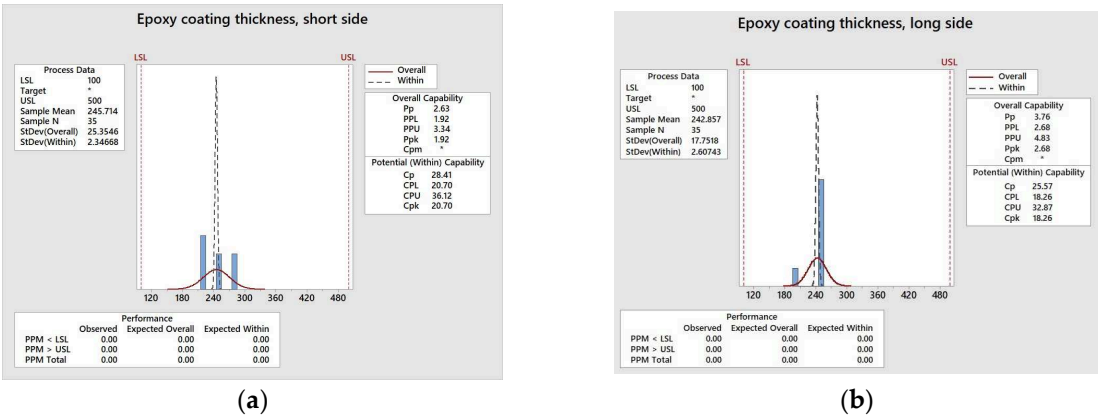 Epoxy coating thickness, short side
LSL USL
Process Data
LSL 100
Target *
USL 500
Sample Mean 245.714
Sample N 35
StDev(Overall) 25.3546
StDev(Within) 2.34668
Overall
Within
Overall Capability
Pp 2.63
PPL 1.92
PPU 3.34
Ppk 1.92
Cpm *
Potential (Within) Capability
Cp 28.41
CPL 20.70
CPU 36.12
Cpk 20.70
120 180 240 300 360 420 480
Performance
Observed Expected Overall Expected Within
PPM < LSL 0.00 0.00 0.00
PPM > USL 0.00 0.00 0.00
PPM Total 0.00 0.00 0.00
(a)
Epoxy coating thickness, long side
LSL USL
Process Data
LSL 100
Target *
USL 500
Sample Mean 242.857
Sample N 35
StDev(Overall) 17.7518
StDev(Within) 2.60743
Overall
Within
Overall Capability
Pp 3.76
PPL 2.68
PPU 4.83
Ppk 2.68
Cpm *
Potential (Within) Capability
Cp 25.57
CPL 18.26
CPU 32.87
Cpk 18.26
120 180 240 300 360 420 480
Performance
Observed Expected Overall Expected Within
PPM < LSL 0.00 0.00 0.00
PPM > USL 0.00 0.00 0.00
PPM Total 0.00 0.00 0.00
(b)